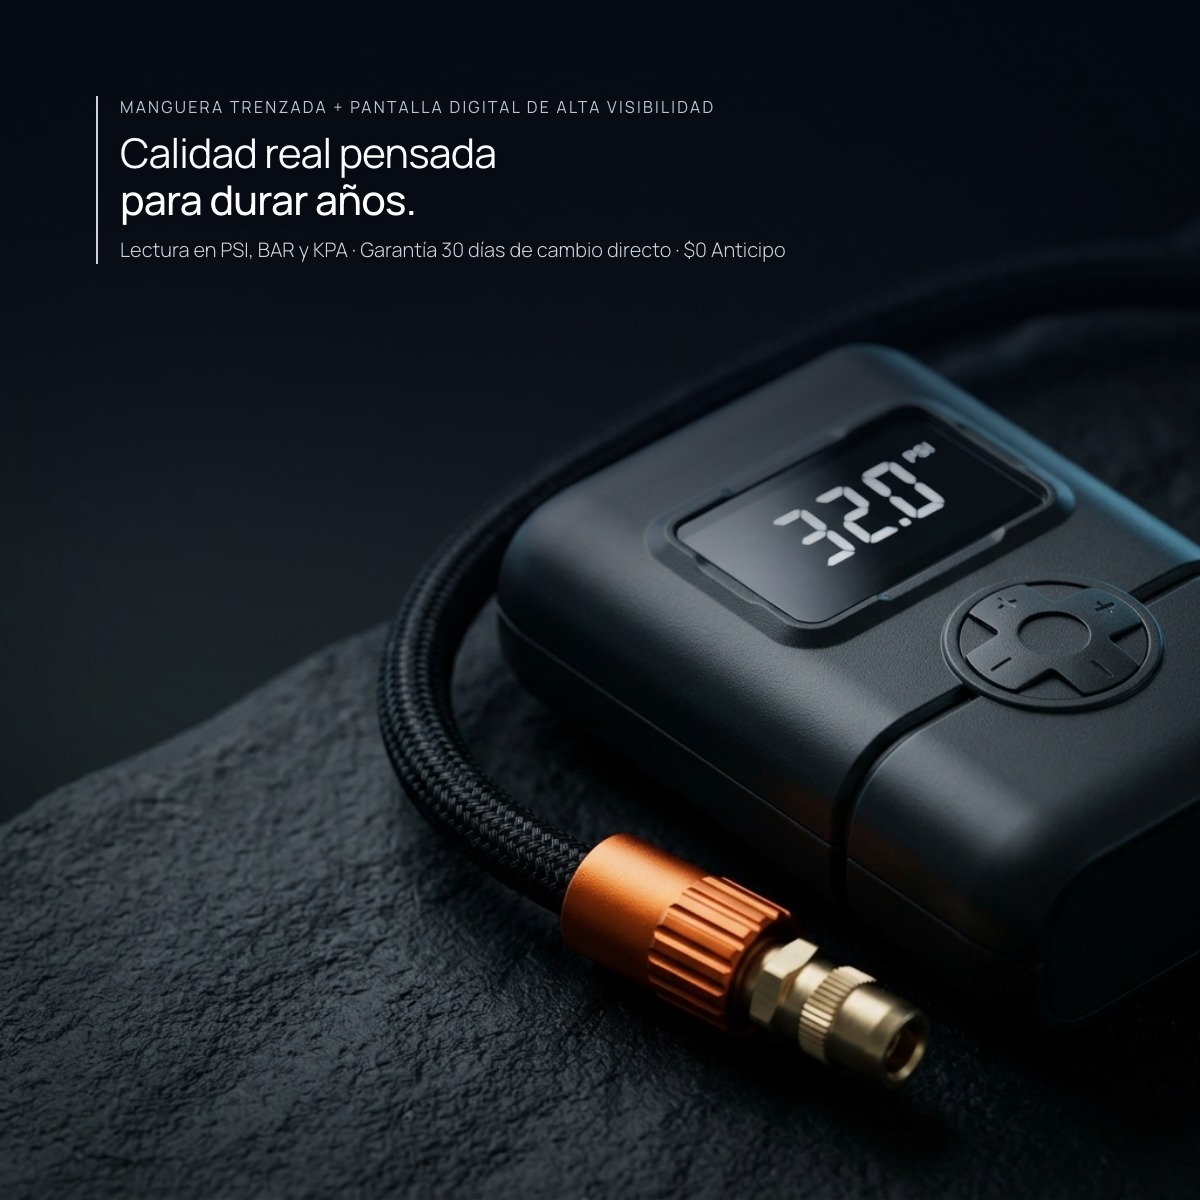 MANGUERA TRENZADA + PANTALLA DIGITAL DE ALTA VISIBILIDAD
Calidad real pensada
para durar años.
Lectura en PSI, BAR y KPA · Garantía 30 días de cambio directo · $0 Anticipo
32.0 PSI